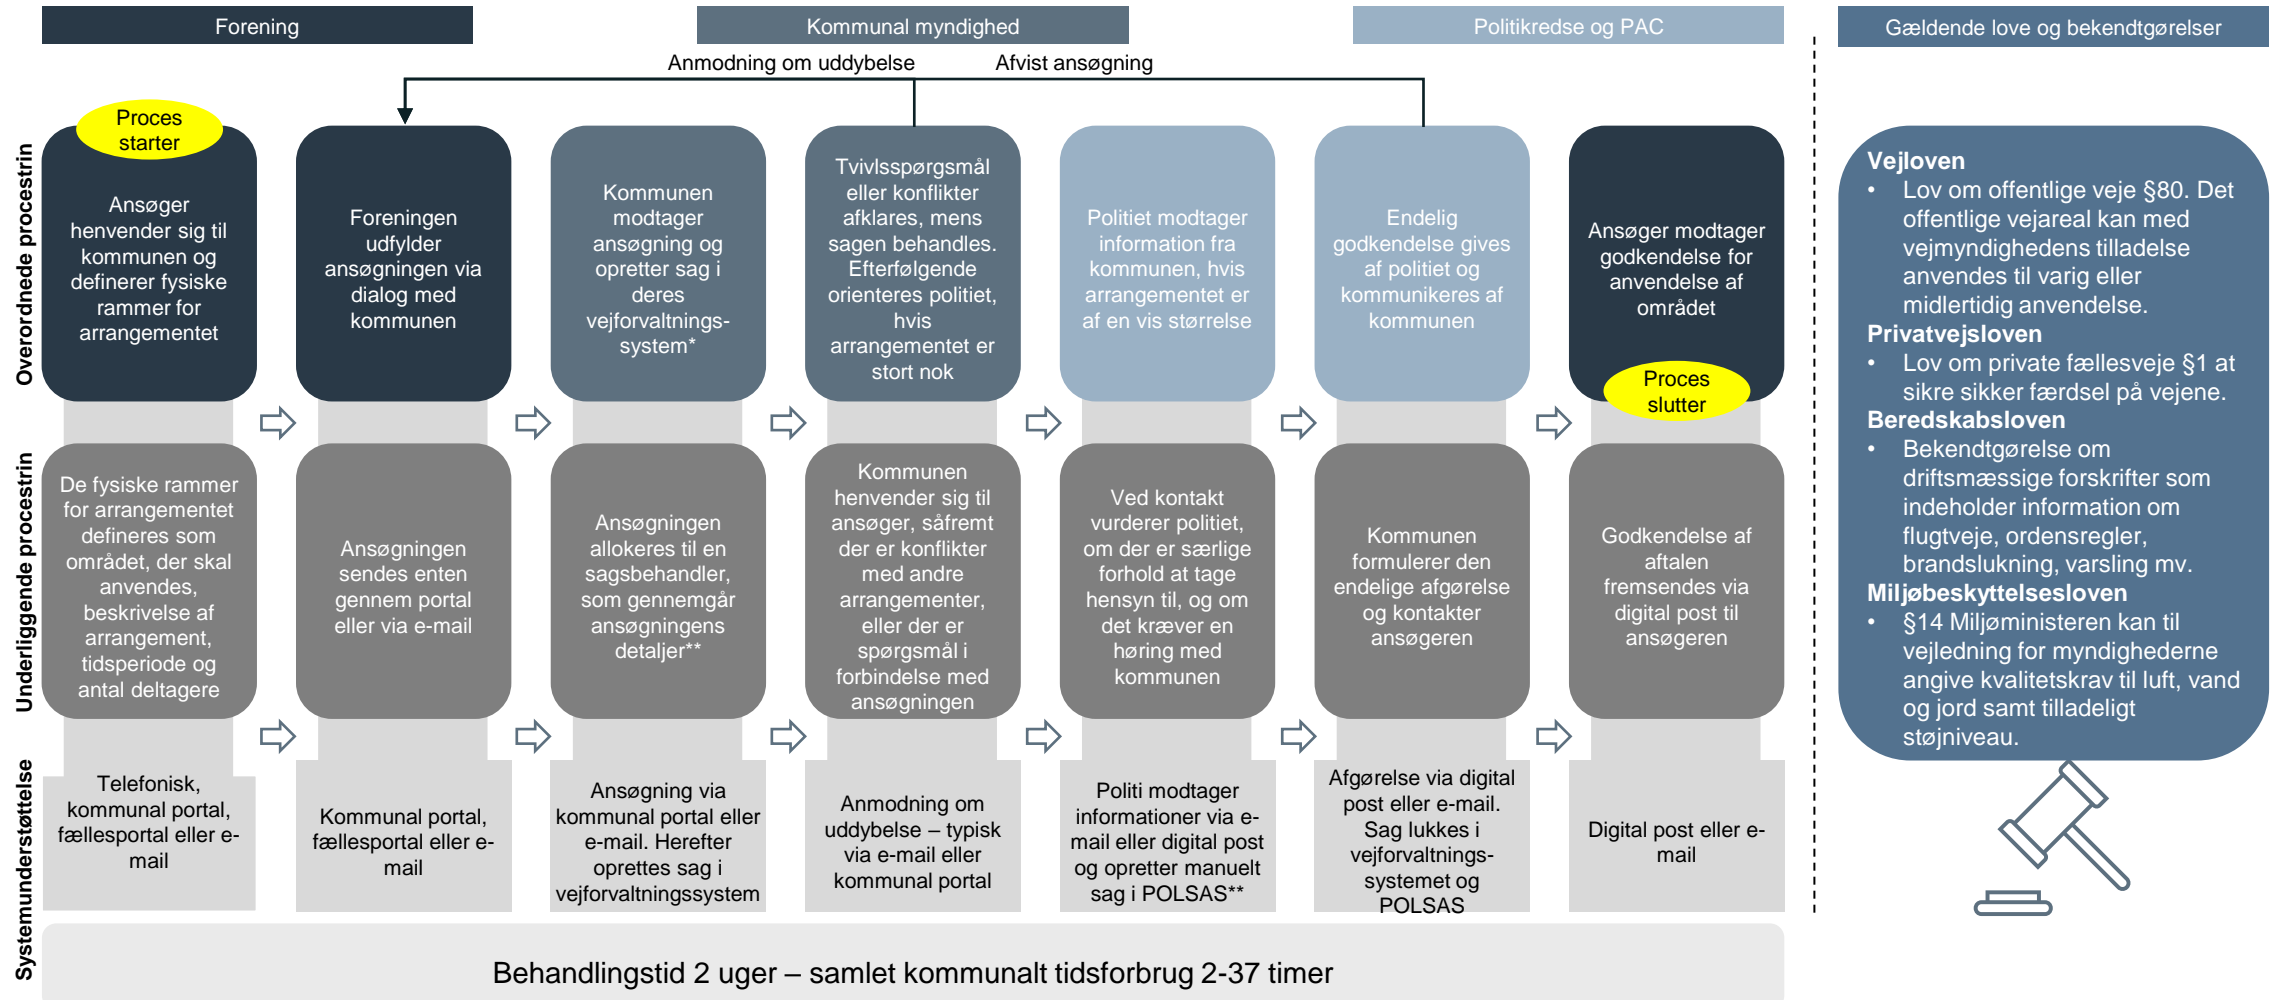 Forening
Kommunal myndighed
Politikredse og PAC
Gældende love og bekendtgørelser
Anmodning om uddybelse
Afvist ansøgning
Overordnede procestrin
Proces
starter
Ansøger
henvender sig til
kommunen og
definerer fysiske
rammer for
arrangementet
Foreningen
udfylder
ansøgningen via
dialog med
kommunen
Kommunen
modtager
ansøgning og
opretter sag i
deres
vejforvaltnings-
system*
Tvivlsspørgsmål
eller konflikter
afklares, mens
sagen behandles.
Efterfølgende
orienteres politiet,
hvis
arrangementet er
stort nok
Politiet modtager
information fra
kommunen, hvis
arrangementet er
af en vis størrelse
Endelig
godkendelse gives
af politiet og
kommunikeres af
kommunen
Ansøger modtager
godkendelse for
anvendelse af
området
Proces
slutter
Underliggende procestrin
De fysiske rammer
for arrangementet
defineres som
området, der skal
anvendes,
beskrivelse af
arrangement,
tidsperiode og
antal deltagere
Ansøgningen
sendes enten
gennem portal
eller via e-mail
Ansøgningen
allokeres til en
sagsbehandler,
som gennemgår
ansøgningens
detaljer**
Kommunen
henvender sig til
ansøger, såfremt
der er konflikter
med andre
arrangementer,
eller der er
spørgsmål i
forbindelse med
ansøgningen
Ved kontakt
vurderer politiet,
om der er særlige
forhold at tage
hensyn til, og om
det kræver en
høring med
kommunen
Kommunen
formulerer den
endelige afgørelse
og kontakter
ansøgeren
Godkendelse af
aftalen
fremsendes via
digital post til
ansøgeren
Systemunderstøttelse
Telefonisk,
kommunal portal,
fællesportal eller e-
mail
Kommunal portal,
fællesportal eller e-
mail
Ansøgning via
kommunal portal eller
e-mail. Herefter
oprettes sag i
vejforvaltningssystem
Anmodning om
uddybelse – typisk
via e-mail eller
kommunal portal
Politi modtager
informationer via e-
mail eller digital post
og opretter manuelt
sag i POLSAS**
Afgørelse via digital
post eller e-mail.
Sag lukkes i
vejforvaltnings-
systemet og
POLSAS
Digital post eller e-
mail
Behandlingstid 2 uger – samlet kommunalt tidsforbrug 2-37 timer
Vejloven
• Lov om offentlige veje §80. Det
offentlige vejareal kan med
vejmyndighedens tilladelse
anvendes til varig eller
midlertidig anvendelse.
Privatvejsloven
• Lov om private fællesveje §1 at
sikre sikker færdsel på vejene.
Beredskabsloven
• Bekendtgørelse om
driftsmæssige forskrifter som
indeholder information om
flugtveje, ordensregler,
brandslukning, varsling mv.
Miljøbeskyttelsesloven
• §14 Miljøministeren kan til
vejledning for myndighederne
angive kvalitetskrav til luft, vand
og jord samt tilladeligt
støjniveau.